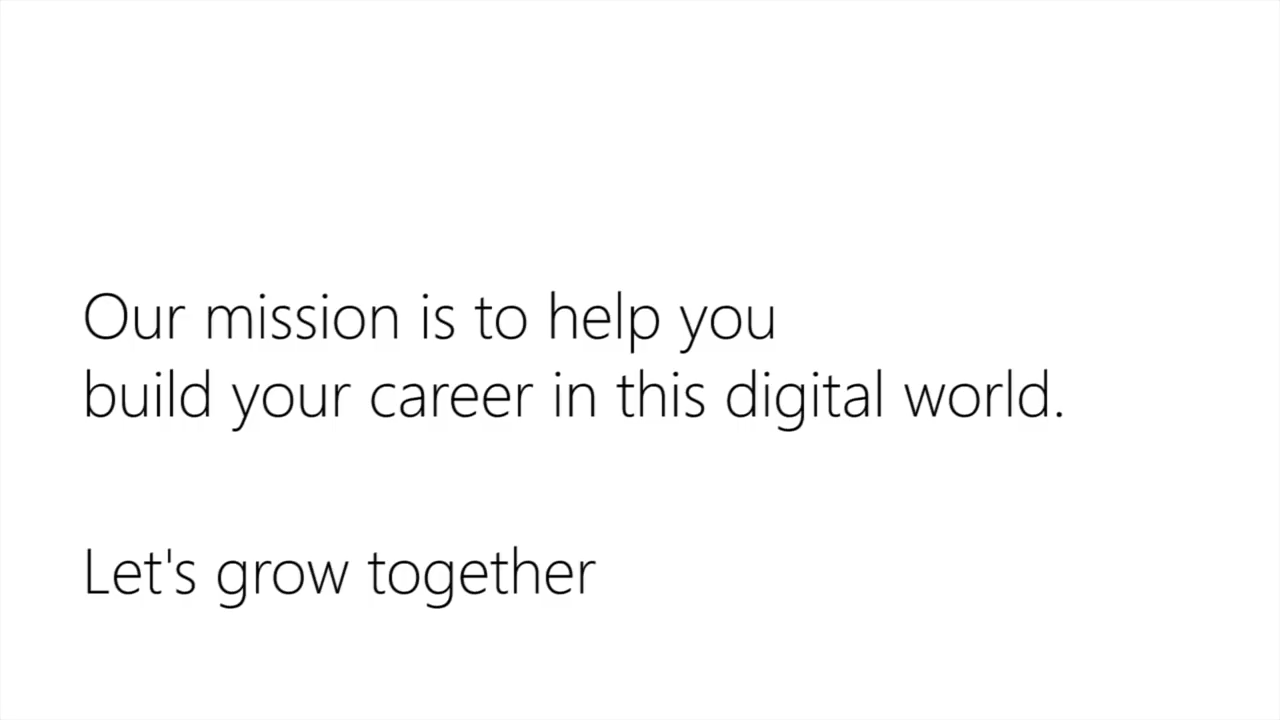 Our mission is to help you
build your career in this digital world.
Let's grow together